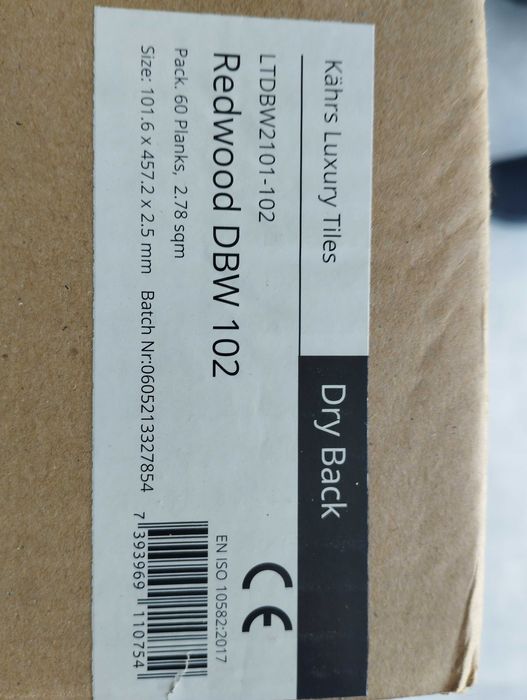 Kährs Luxury Tiles
Dry Back
LTDBW2101-102
Redwood DBW 102
CE
EN ISO 10582:2017
Pack. 60 Planks, 2.78 sqm
Size: 101.6 x 457.2 x 2.5 mm Batch Nr:0605213327854
7 393969 110754